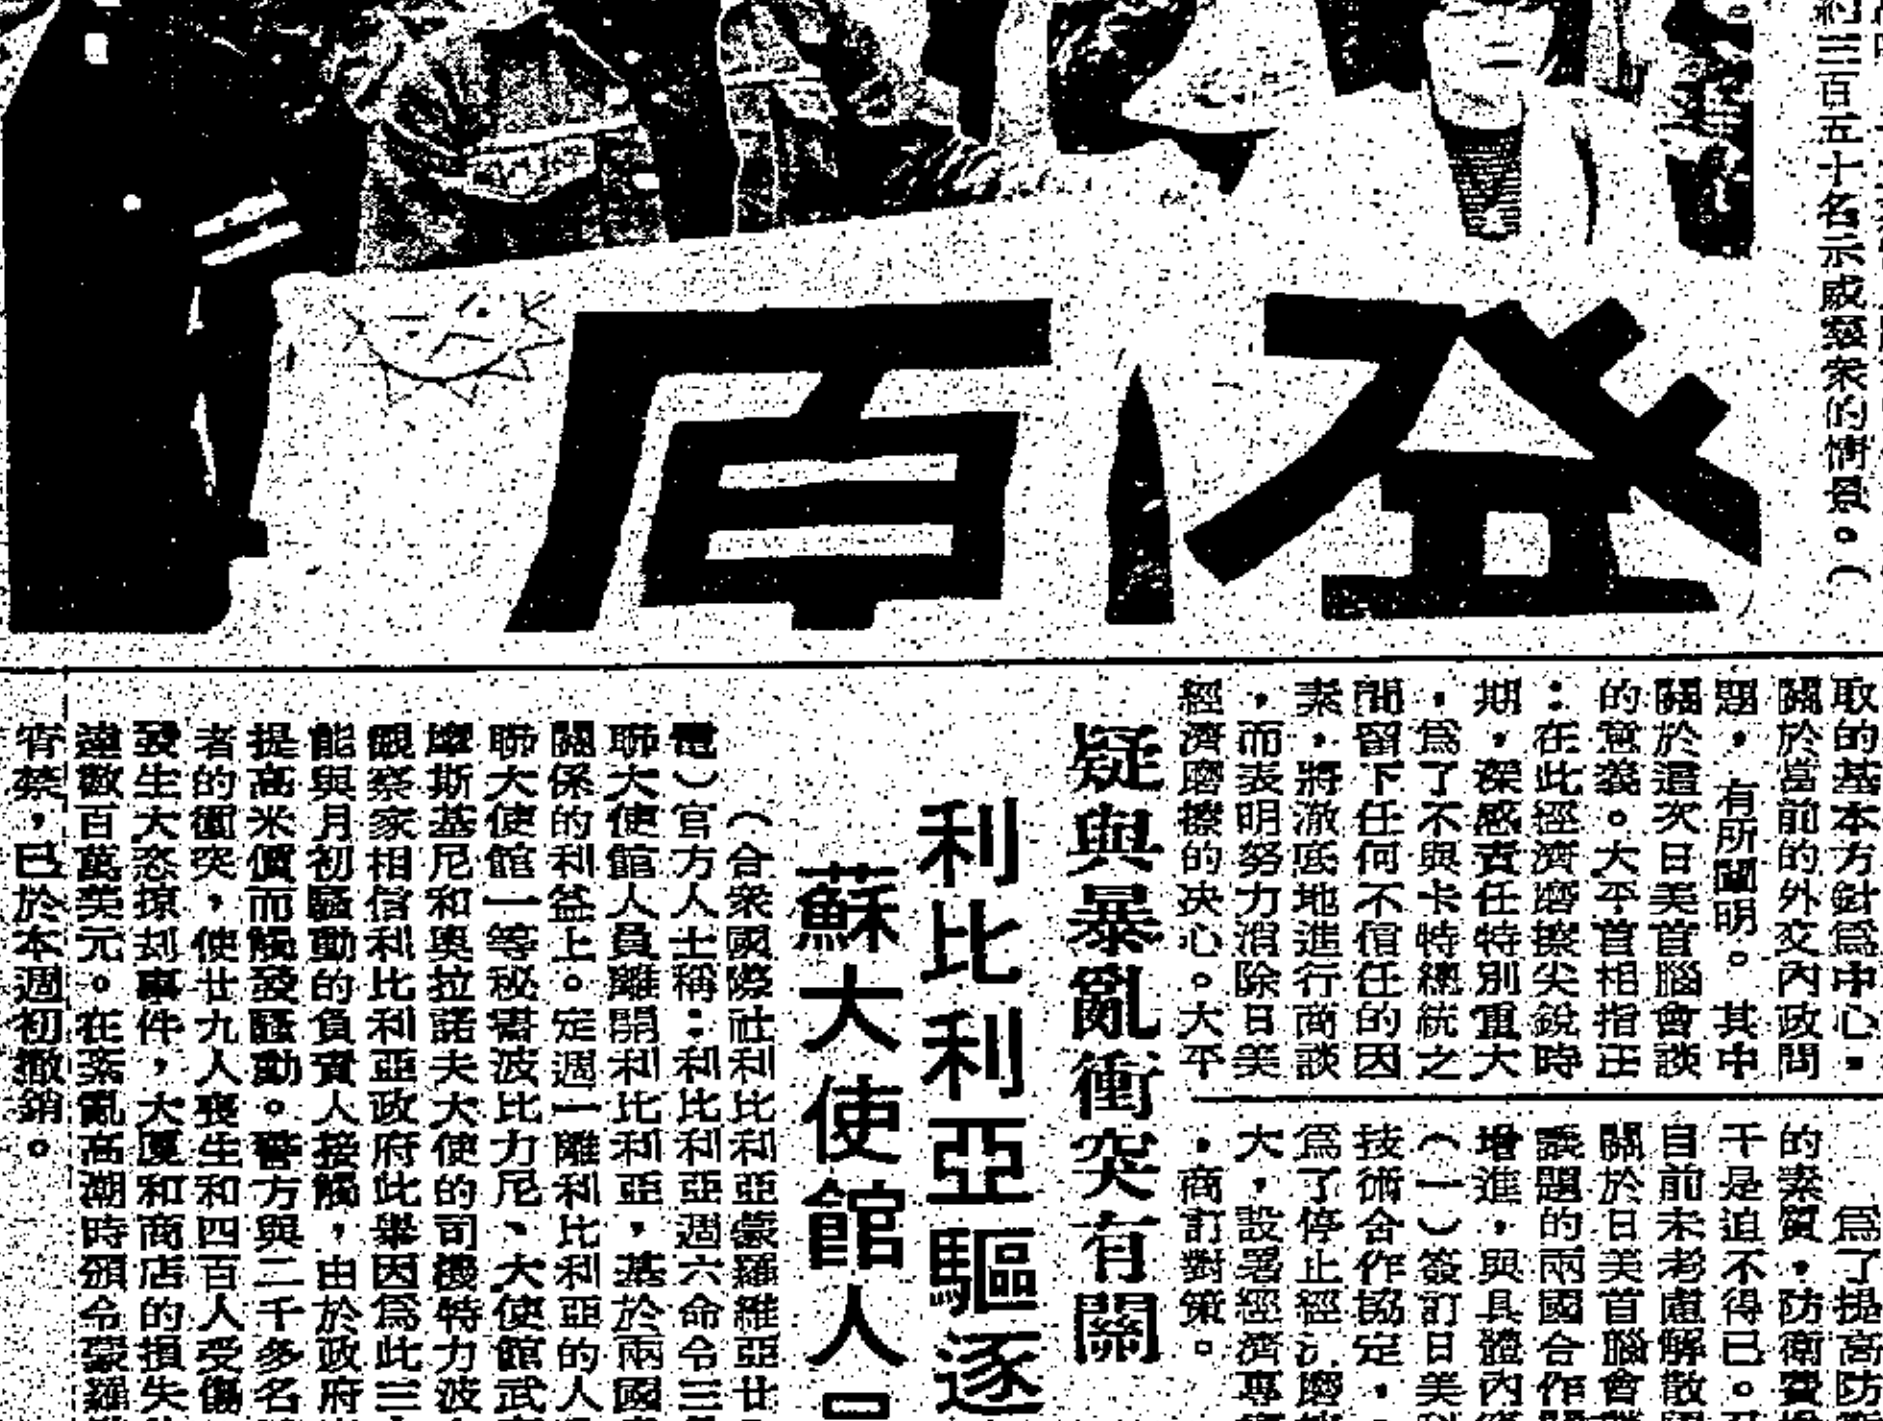 約三百五十名示威羣衆的情景。（
取的基本方針爲中心，
關於當前的外交內政問
題，有所闡明。其中
關於這次日美首腦會談
的意義。大平首相指出
：在此經濟磨擦尖銳時
期，深感責任特別重大
，爲了不與卡特總統之
間留下任何不信任的因
素，將澈底地進行商談
，而表明努力消除日美
經濟磨擦的決心。大平
爲了提高防
的素質，防衛費
干是迫不得已。
目前未考慮解散
關於日美首腦會
議題的兩國合作
增進，與具體內
（一）簽訂日美
技術合作協定，
爲了停止經濟磨
大，設置經濟專
，商訂對策。
疑與暴亂衝突有關
利比利亞驅逐
蘇大使館人員
（合衆國際社利比利亞蒙羅維亞廿
電）官方人士稱：利比利亞週六命令三
聯大使館人員離開利比利亞，基於兩國
關係的利益上。定週一離利比利亞的人
聯大使館一等秘書波比力尼、大使館武
摩斯基尼和奧拉諾夫大使的司機特力波
觀察家相信利比利亞政府此舉因爲此三
能與月初騷動的負責人接觸，由於政府
提高米價而觸發騷動。警方與二千多名
者的衝突，使廿九人喪生和四百人受傷
發生大恣掠刦事件，大厦和商店的損失
達數百萬美元。在紊亂高潮時頒令蒙羅
宵禁，已於本週初撤銷。